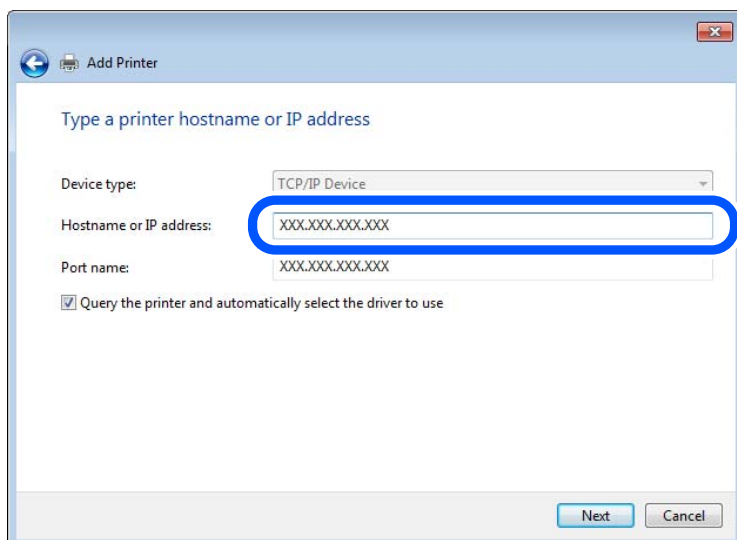 Add Printer
Type a printer hostname or IP address
Device type: TCP/IP Device
Hostname or IP address: XXX.XXX.XXX.XXX
Port name: XXX.XXX.XXX.XXX
Query the printer and automatically select the driver to use
Next Cancel